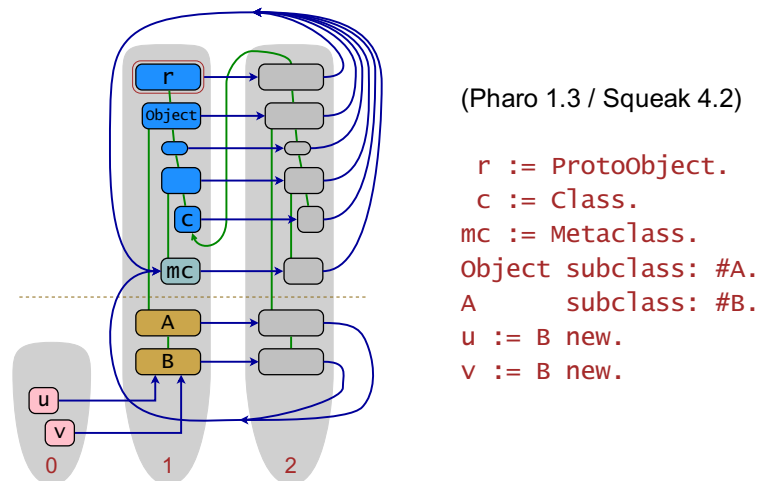 r
Object
c
mc
A
B
u
v
0
1
2
(Pharo 1.3 / Squeak 4.2)
r := ProtoObject.
c := Class.
mc := Metaclass.
Object subclass: #A.
A subclass: #B.
u := B new.
v := B new.